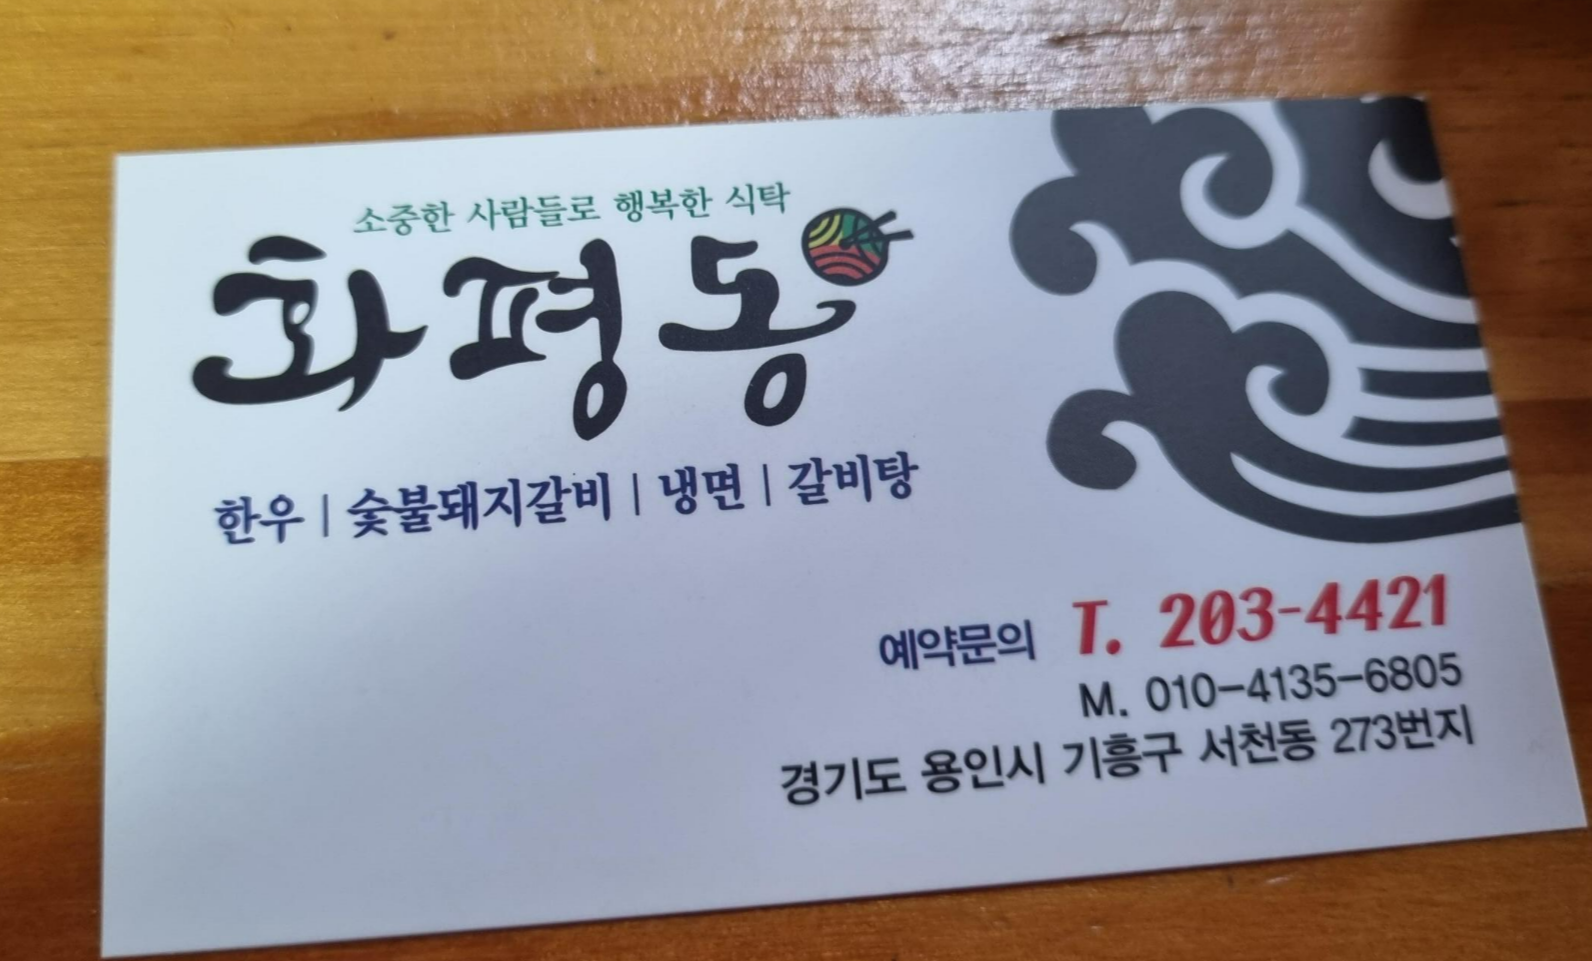 소중한 사람들로 행복한 식탁
화평동
한우 | 숯불돼지갈비 | 냉면 | 갈비탕
예약문의 T. 203-4421
M. 010-4135-6805
경기도 용인시 기흥구 서천동 273번지